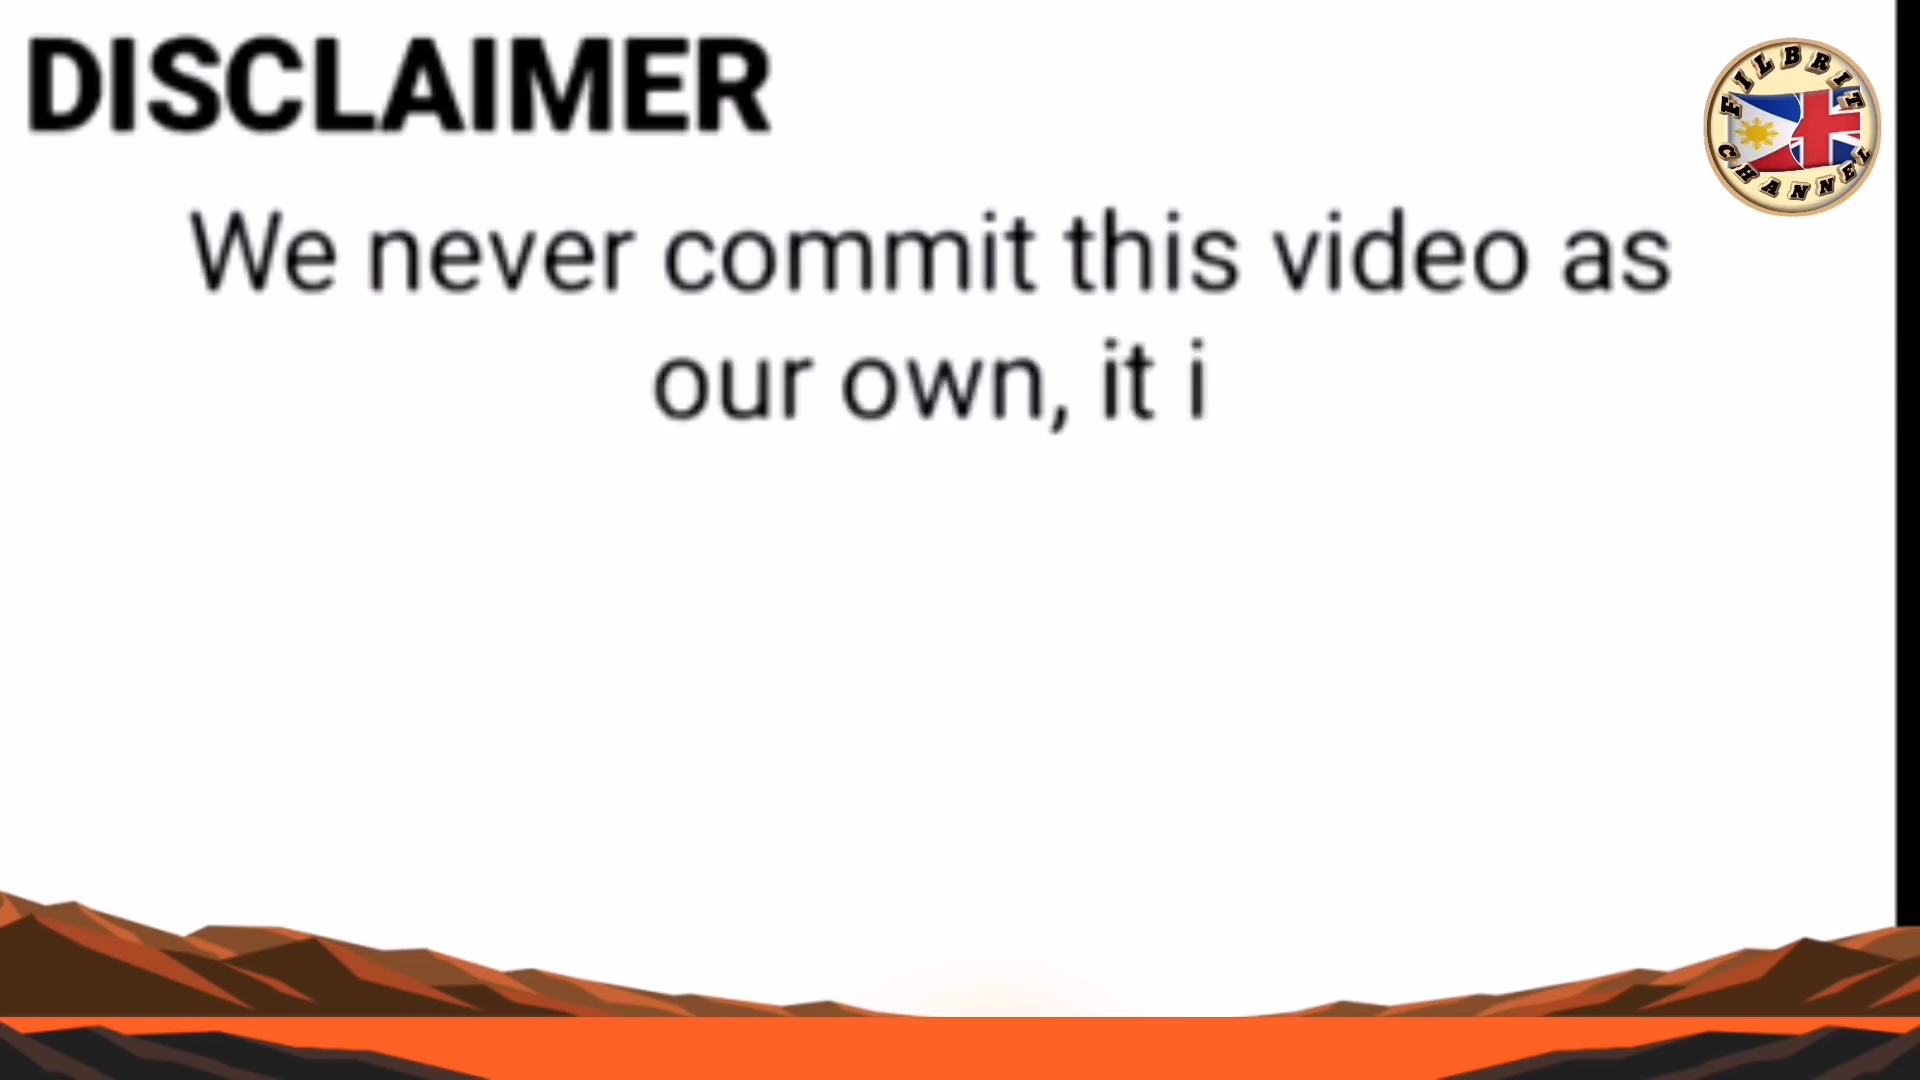 DISCLAIMER
FILBRIT
CHANNEL
We never commit this video as
our own, it i